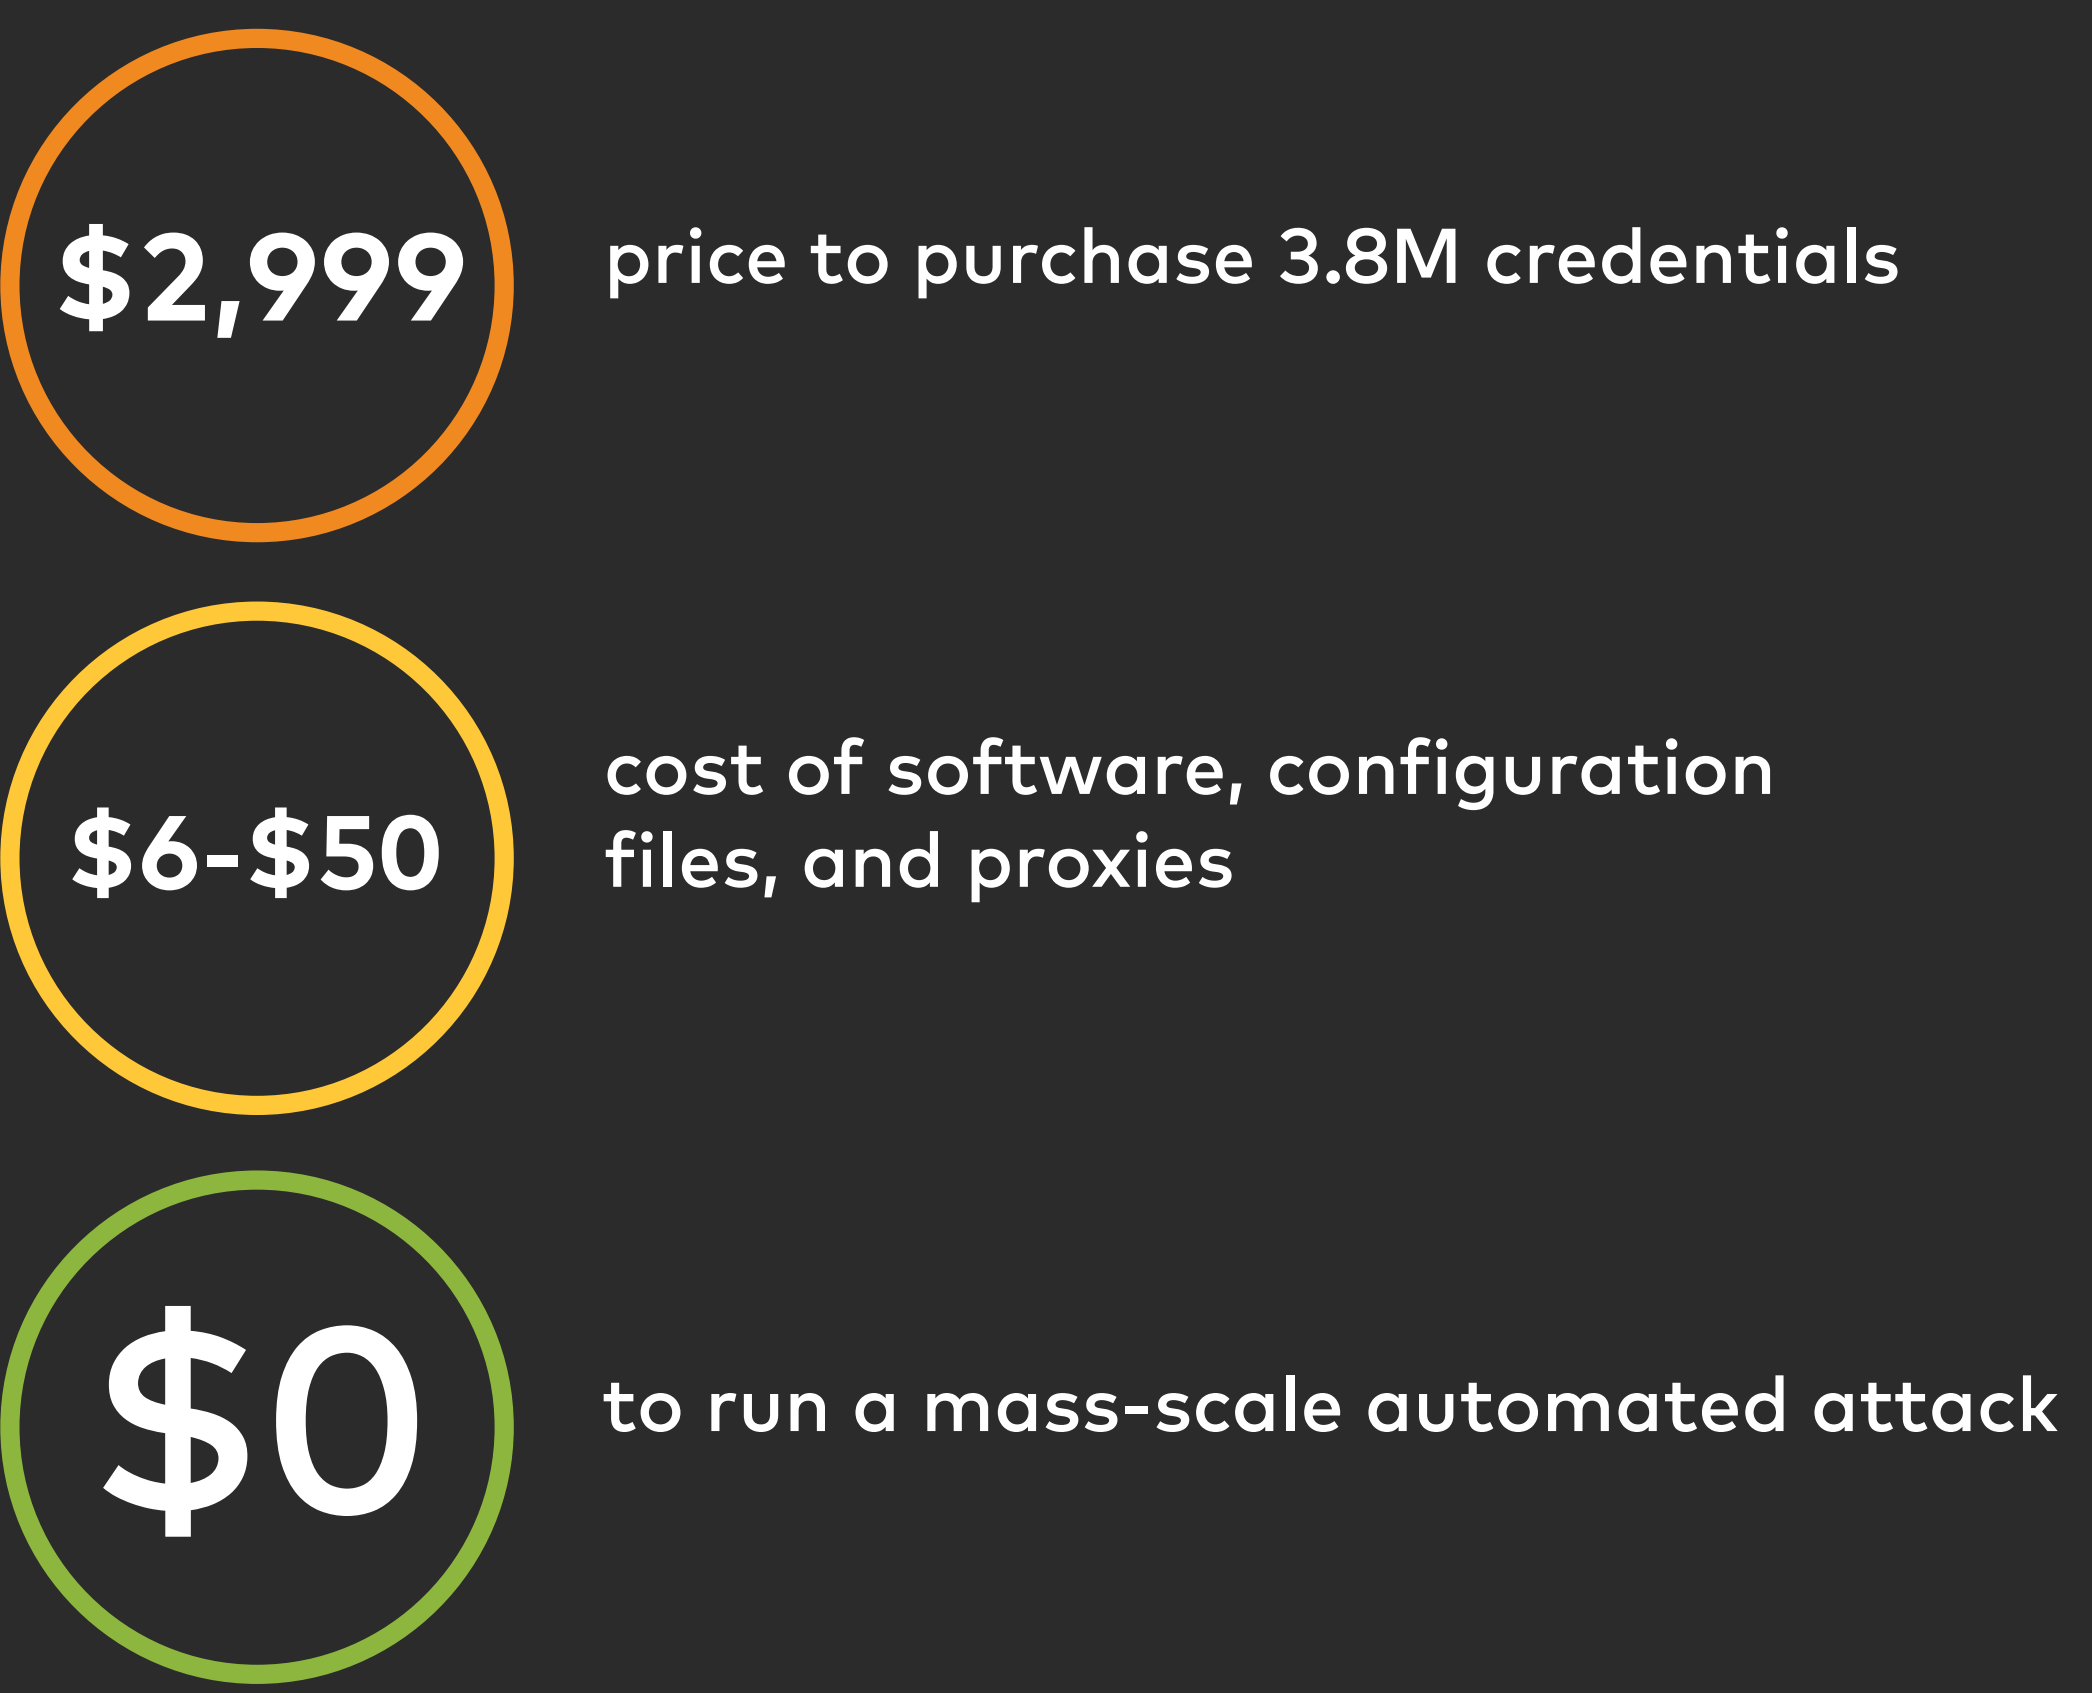 $2,999
price to purchase 3.8M credentials
$6-$50
cost of software, configuration
files, and proxies
$0
to run a mass-scale automated attack